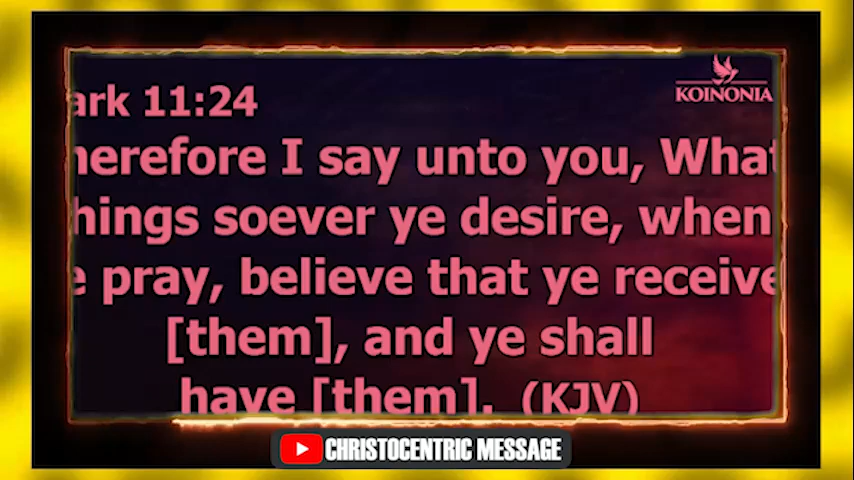 ark 11:24
KOINONIA
herefore I say unto you, What
hings soever ye desire, when
e pray, believe that ye receive
[them], and ye shall
have [them]. (KJV)
CHRISTOCENTRIC MESSAGE